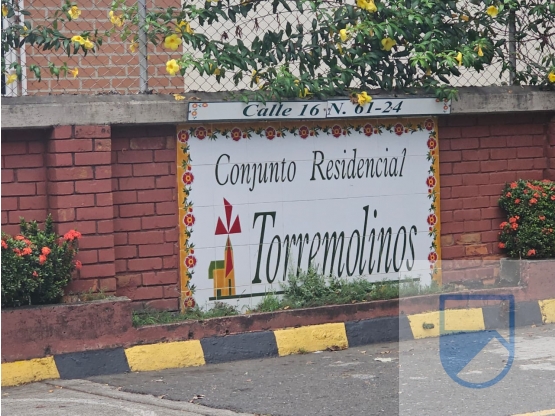 Calle 16 N. 61-24
Conjunto Residencial
Torremolinos